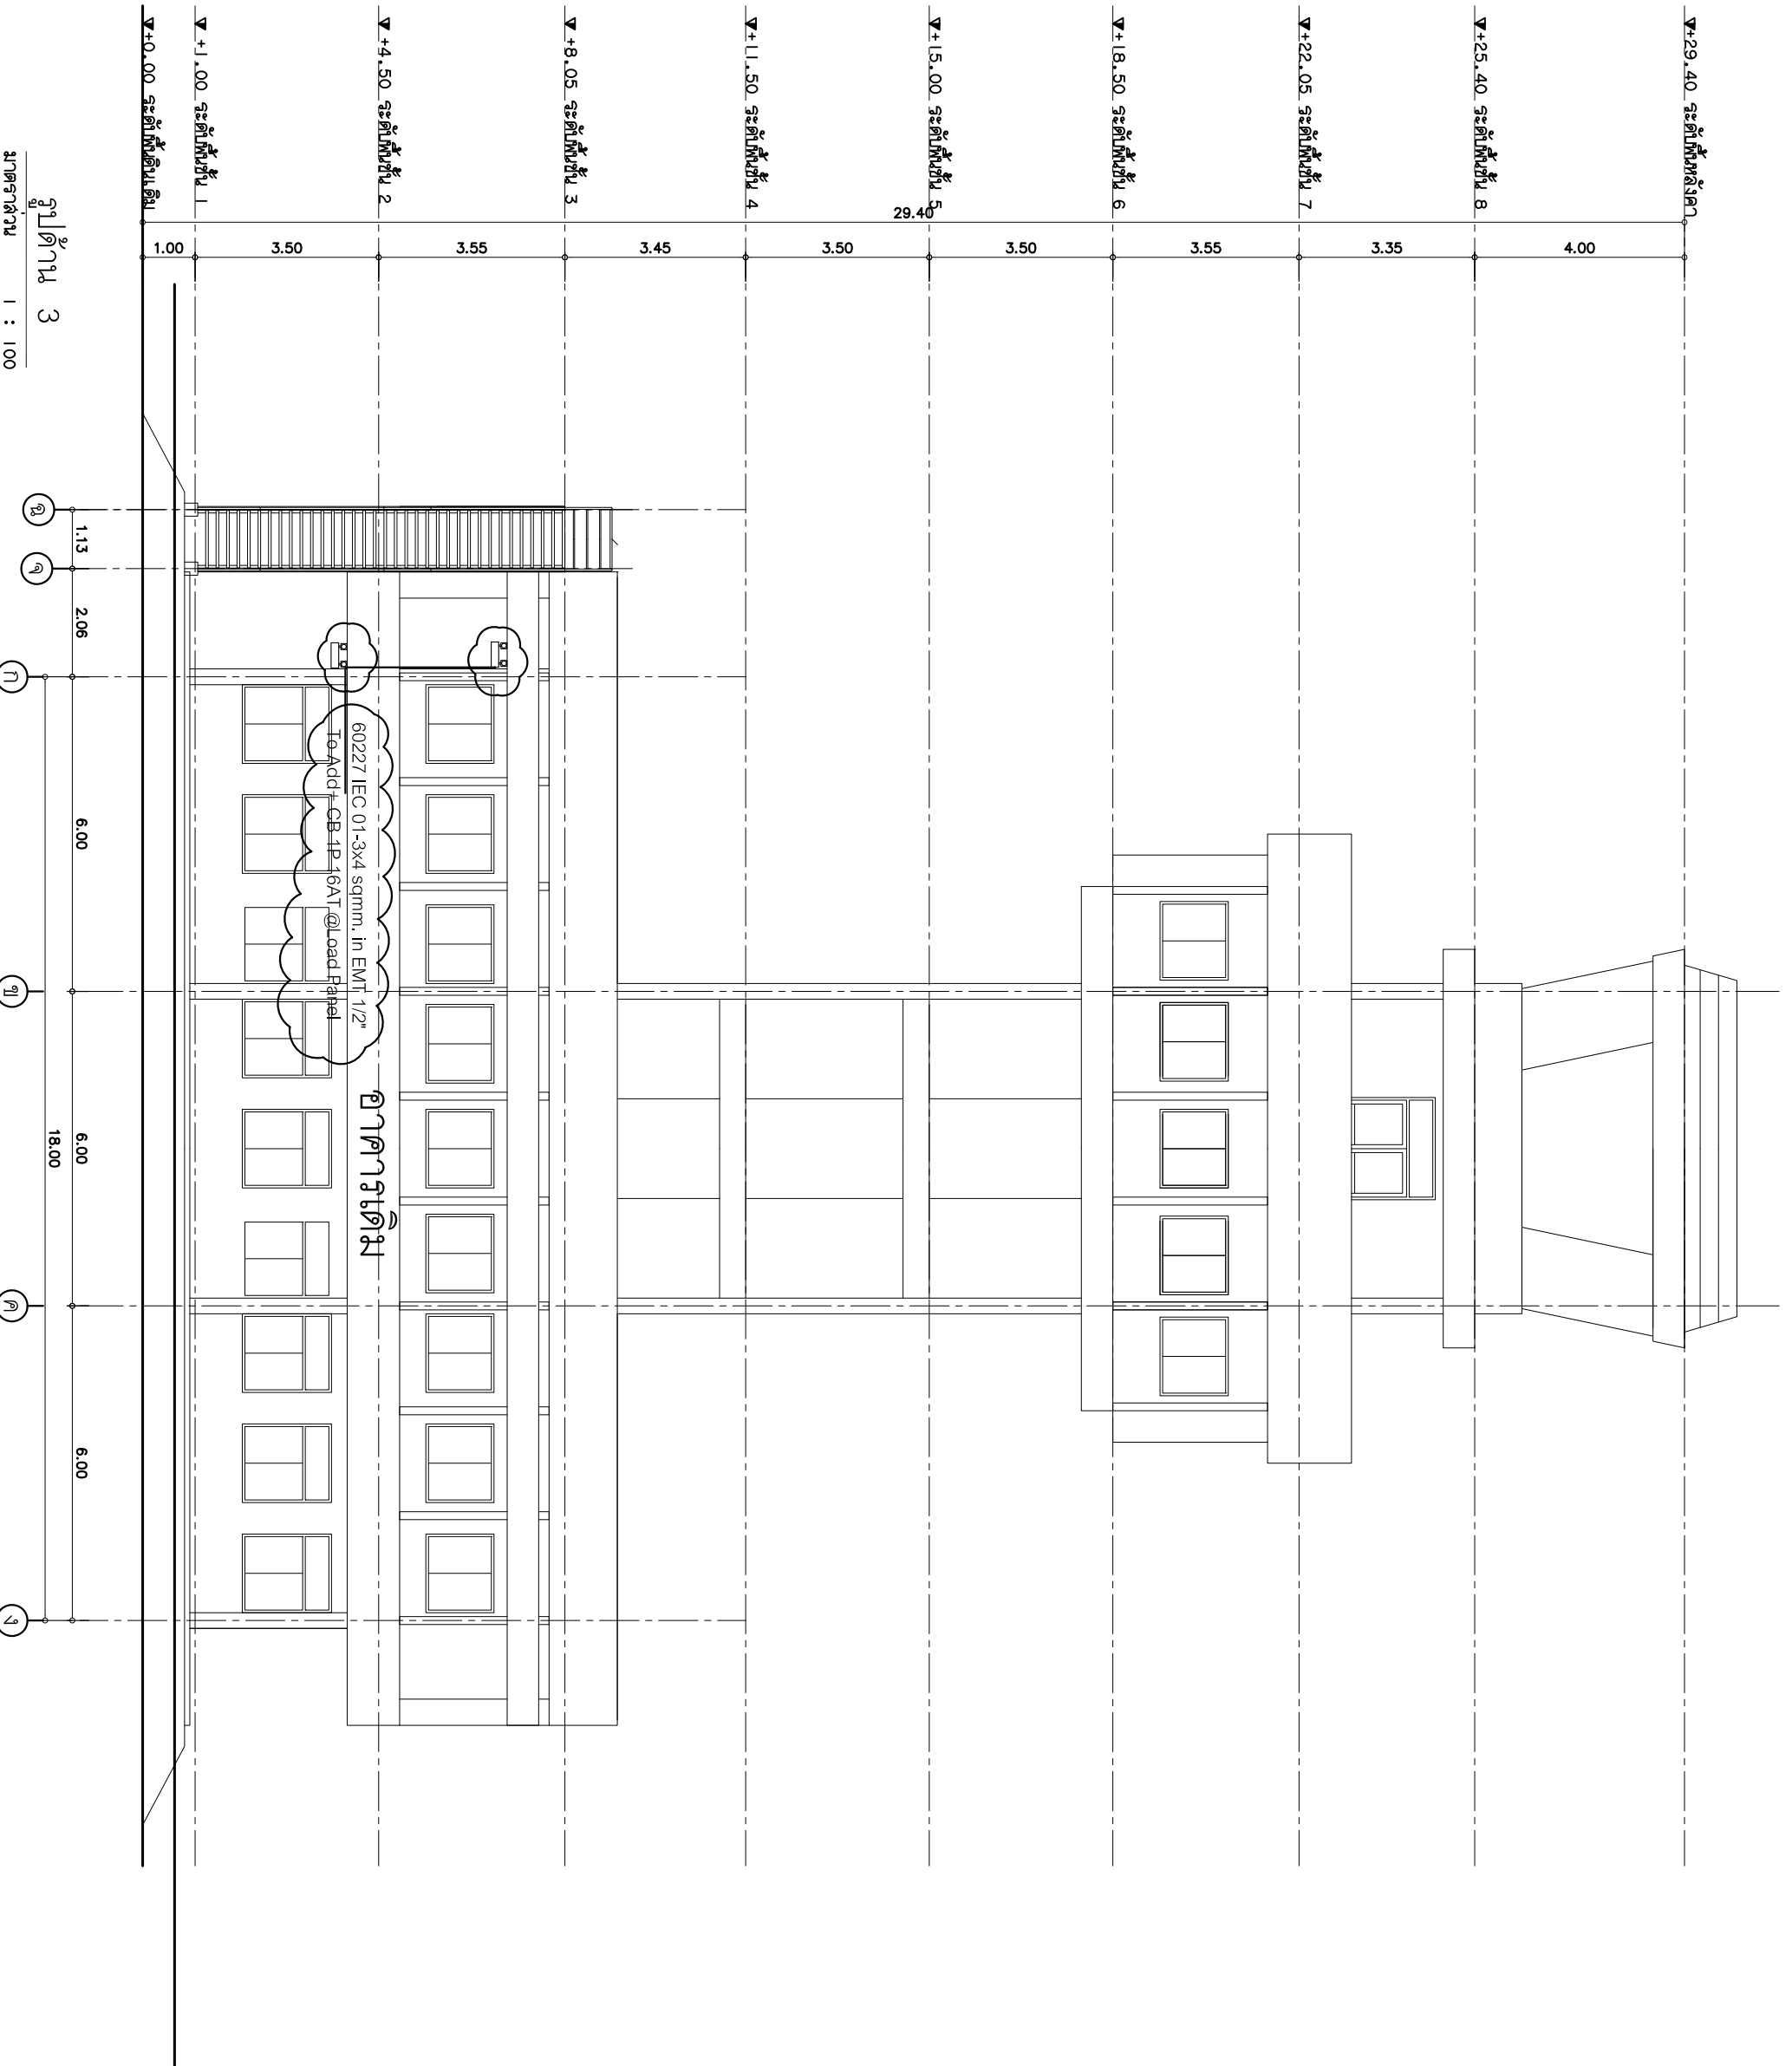 ▼+29.40 ระดับพื้นหลังคา
▼+25.40 ระดับพื้นชั้น 8
▼+22.05 ระดับพื้นชั้น 7
▼+18.50 ระดับพื้นชั้น 6
▼+15.00 ระดับพื้นชั้น 5
▼+11.50 ระดับพื้นชั้น 4
▼ +8.05 ระดับพื้นชั้น 3
▼ +4.50 ระดับพื้นชั้น 2
▼ +1.00 ระดับพื้นชั้น 1
▼+0.00 ระดับพื้นดินเดิม
29.40
4.00
3.35
3.55
3.50
3.50
3.45
3.55
3.50
1.00
60227 IEC 01-3x4 sqmm. in EMT 1/2"
To Add - CB 1P 16AT @Load Panel
อาคารเดิม
1.13
2.06
6.00
6.00
6.00
18.00
ฉ
จ
ก
ข
ค
ง
รูปด้าน 3
มาตราส่วน 1 : 100